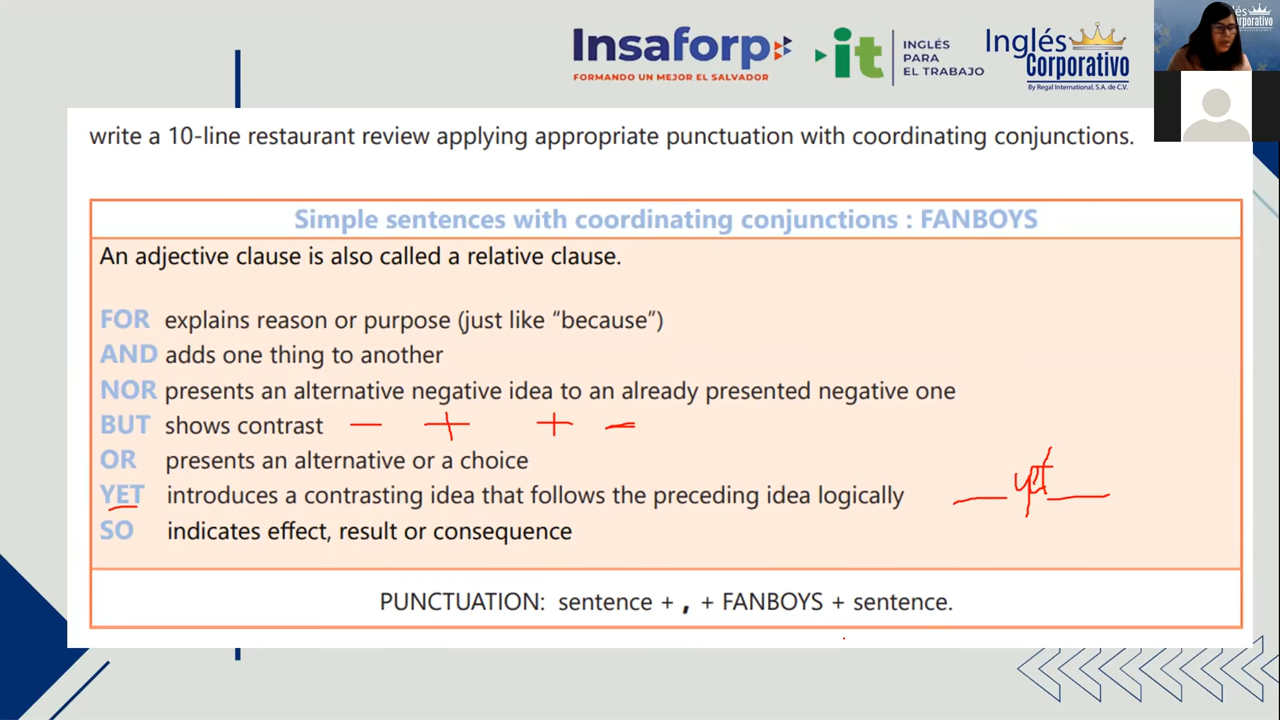 Insaforp
FORMANDO UN MEJOR EL SALVADOR
it
INGLÉS
PARA
EL TRABAJO
Inglés
Corporativo
By Regal International, S.A. de C.V.
Inglés
Corporativo
write a 10-line restaurant review applying appropriate punctuation with coordinating conjunctions.
Simple sentences with coordinating conjunctions : FANBOYS
An adjective clause is also called a relative clause.
FOR explains reason or purpose (just like “because”)
AND adds one thing to another
NOR presents an alternative negative idea to an already presented negative one
BUT shows contrast - + + -
OR presents an alternative or a choice
YET introduces a contrasting idea that follows the preceding idea logically __ yet __
SO indicates effect, result or consequence
PUNCTUATION: sentence + , + FANBOYS + sentence.